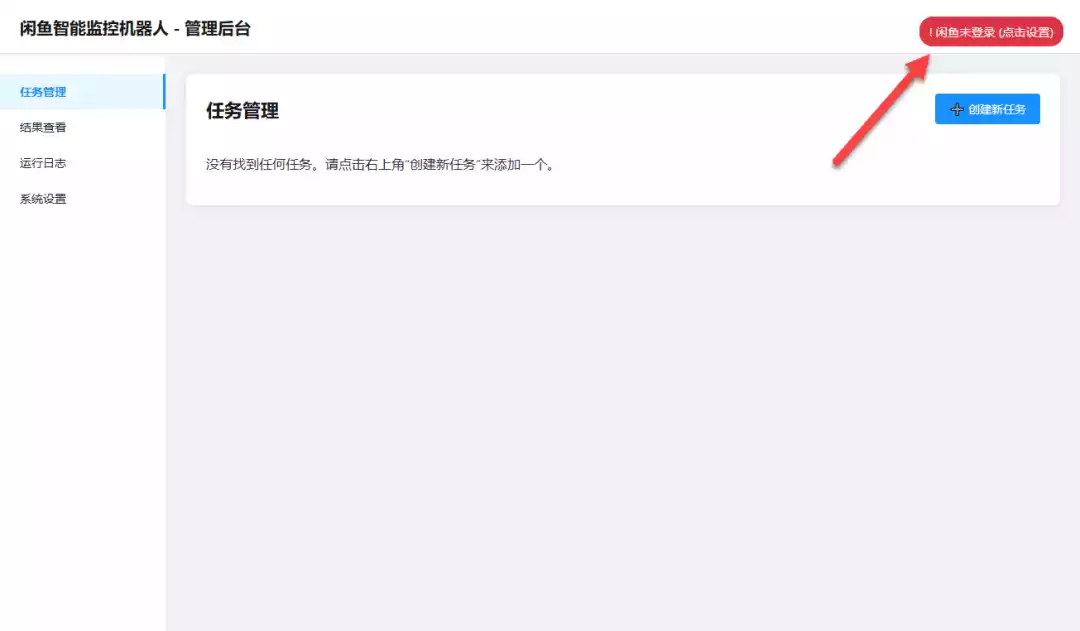 闲鱼智能监控机器人 - 管理后台
! 闲鱼未登录 (点击设置)
任务管理
结果查看
运行日志
系统设置
任务管理
创建新任务
没有找到任何任务。请点击右上角"创建新任务"来添加一个。